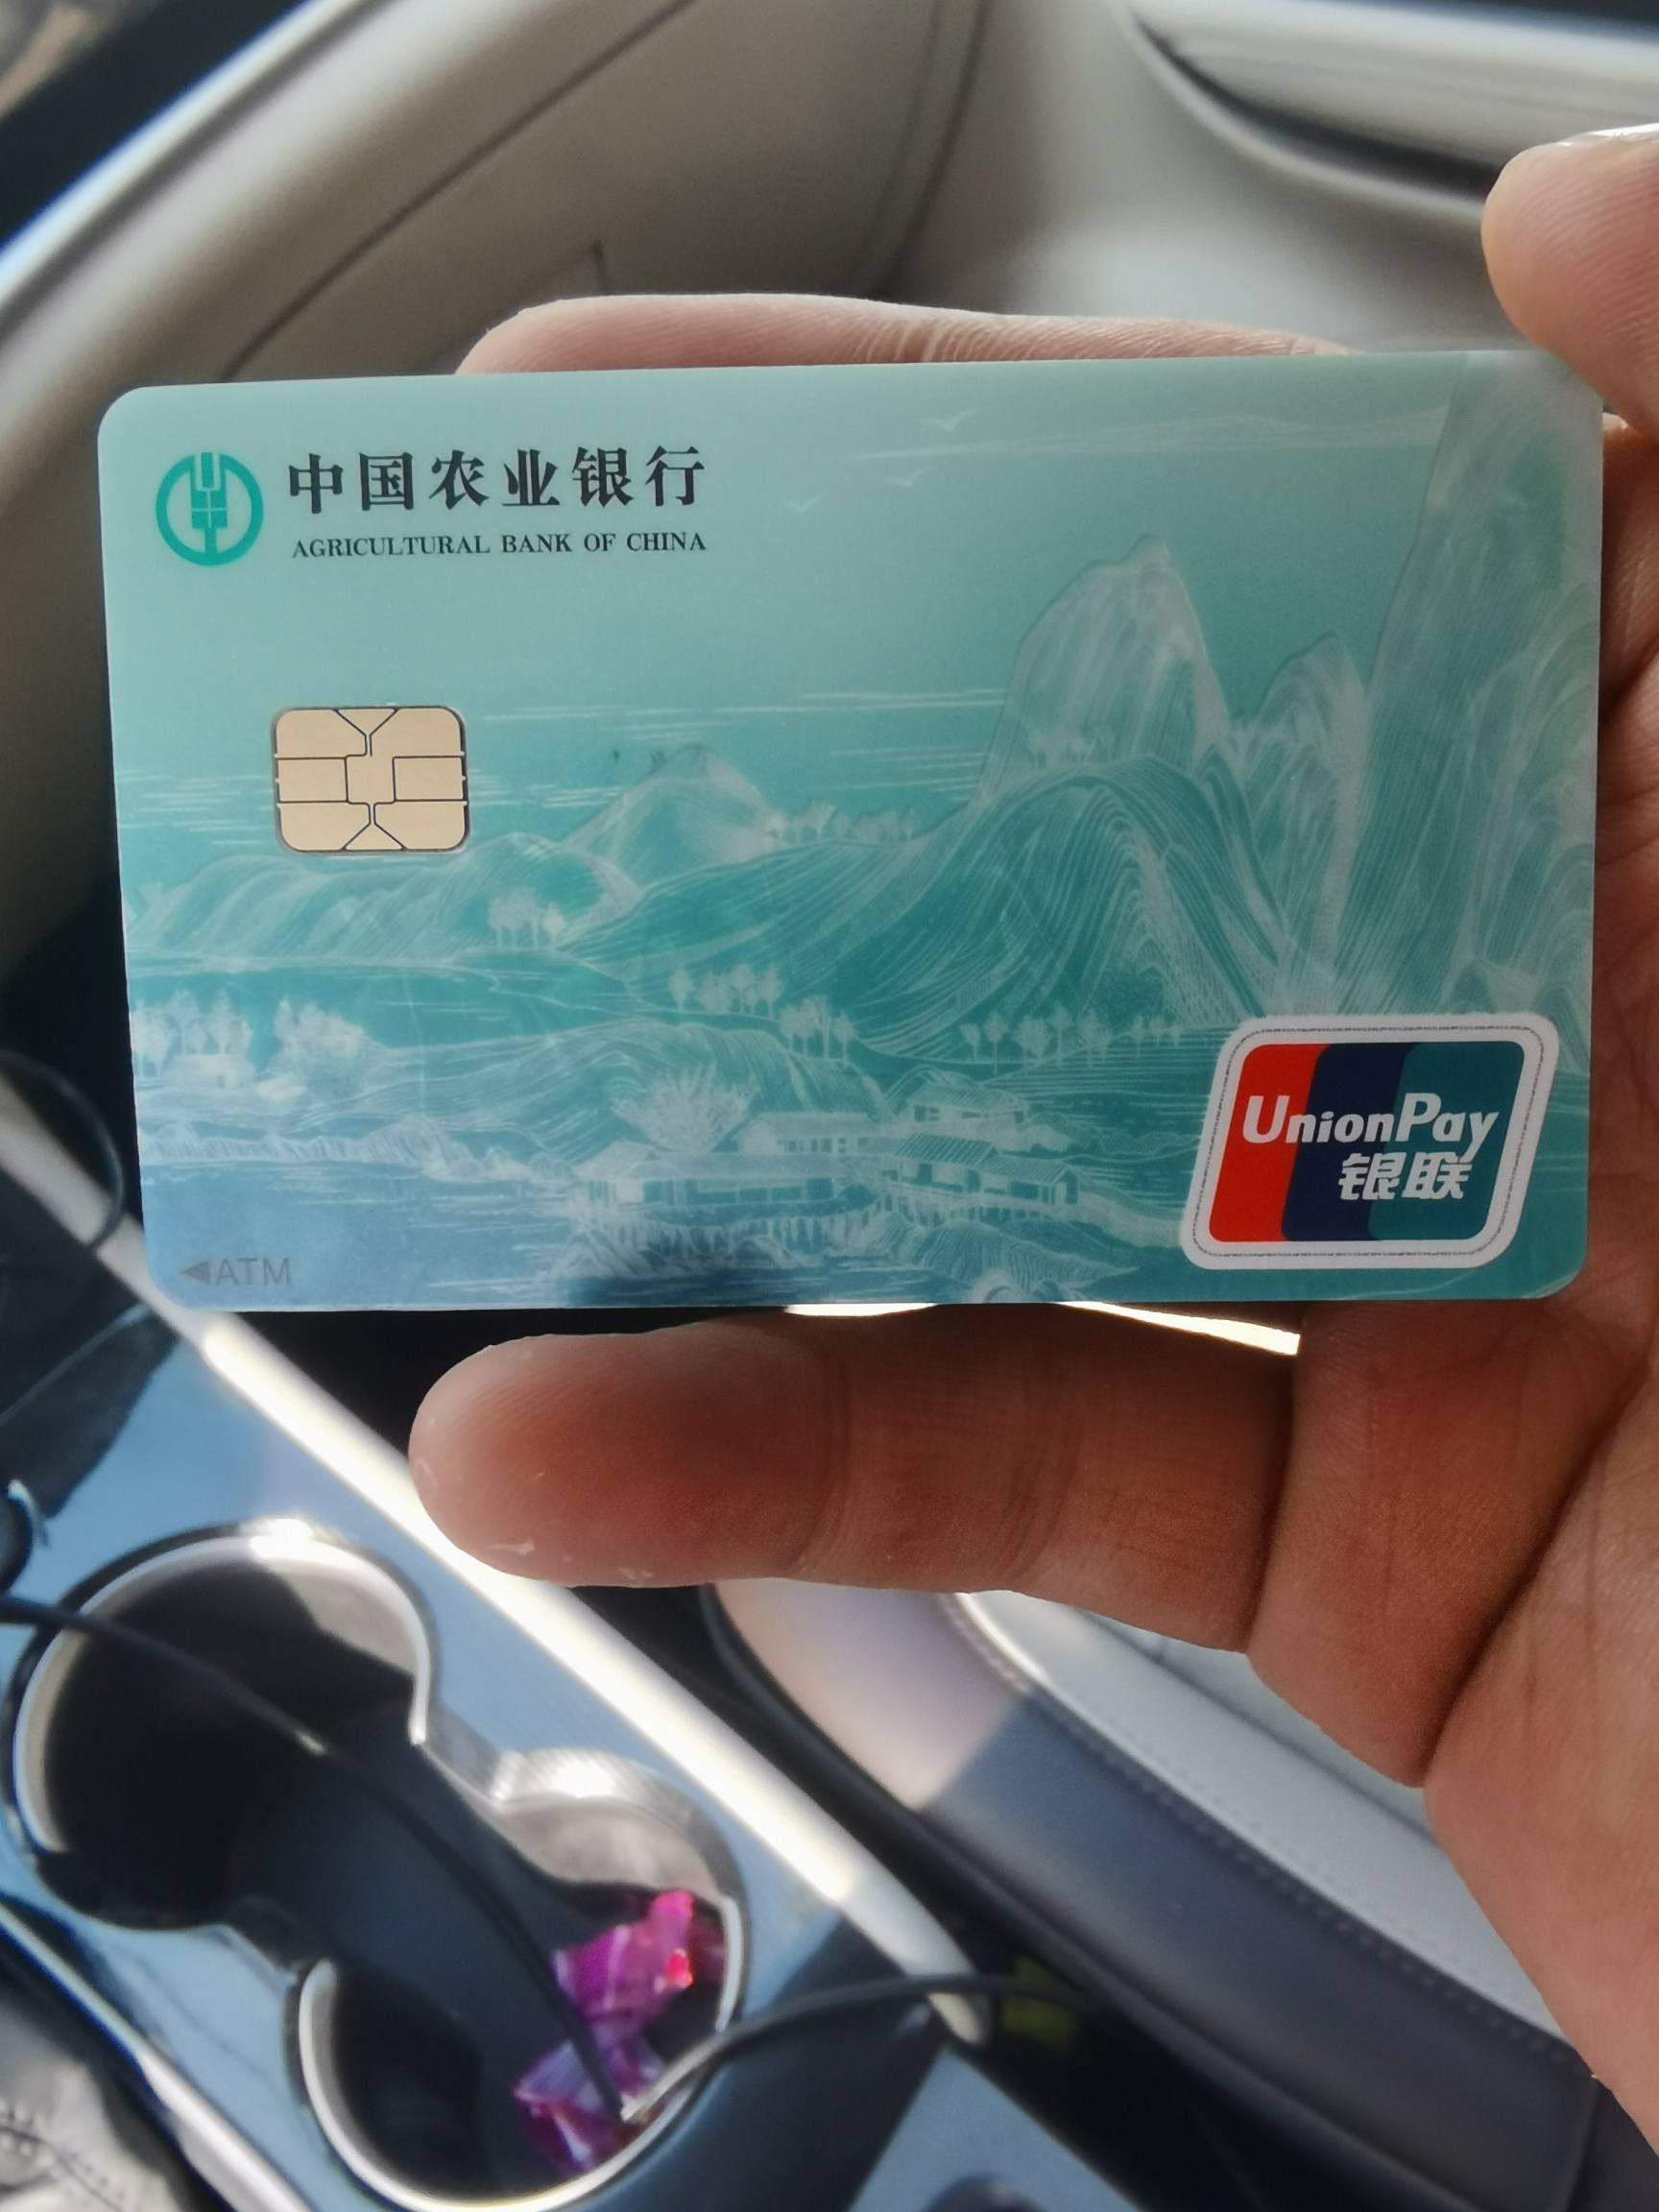 中国农业银行
AGRICULTURAL BANK OF CHINA
UnionPay
银联
ATM